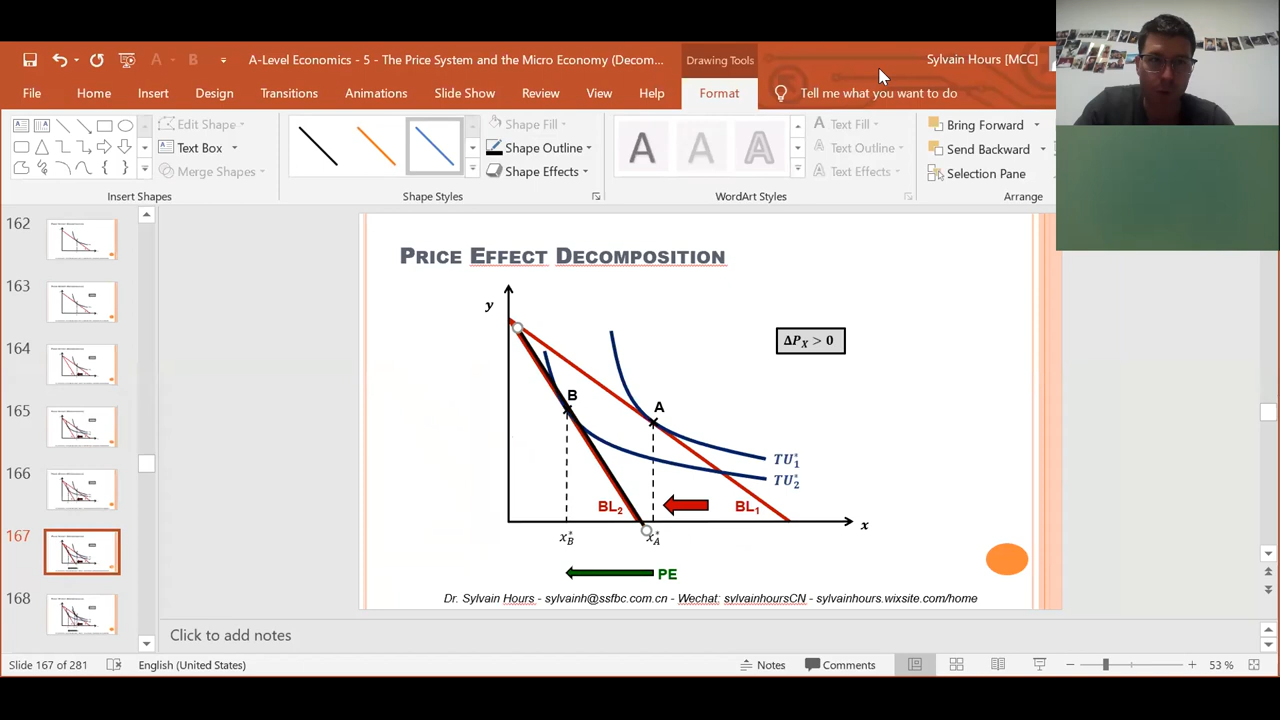 A-Level Economics - 5 - The Price System and the Micro Economy (Decom...
Drawing Tools
Sylvain Hours [MCC]
File
Home
Insert
Design
Transitions
Animations
Slide Show
Review
View
Help
Format
Tell me what you want to do
Edit Shape
Text Box
Merge Shapes
Insert Shapes
Shape Fill
Shape Outline
Shape Effects
Shape Styles
Text Fill
Text Outline
Text Effects
WordArt Styles
Bring Forward
Send Backward
Selection Pane
Arrange
162
163
164
165
166
167
168
PRICE EFFECT DECOMPOSITION
y
ΔP_X > 0
B
A
TU₁*
TU₂*
BL₂
BL₁
x
x_B*
x_A*
PE
Dr. Sylvain Hours - sylvainh@ssfbc.com.cn - Wechat: sylvainhoursCN - sylvainhours.wixsite.com/home
Click to add notes
Slide 167 of 281
English (United States)
Notes
Comments
53 %